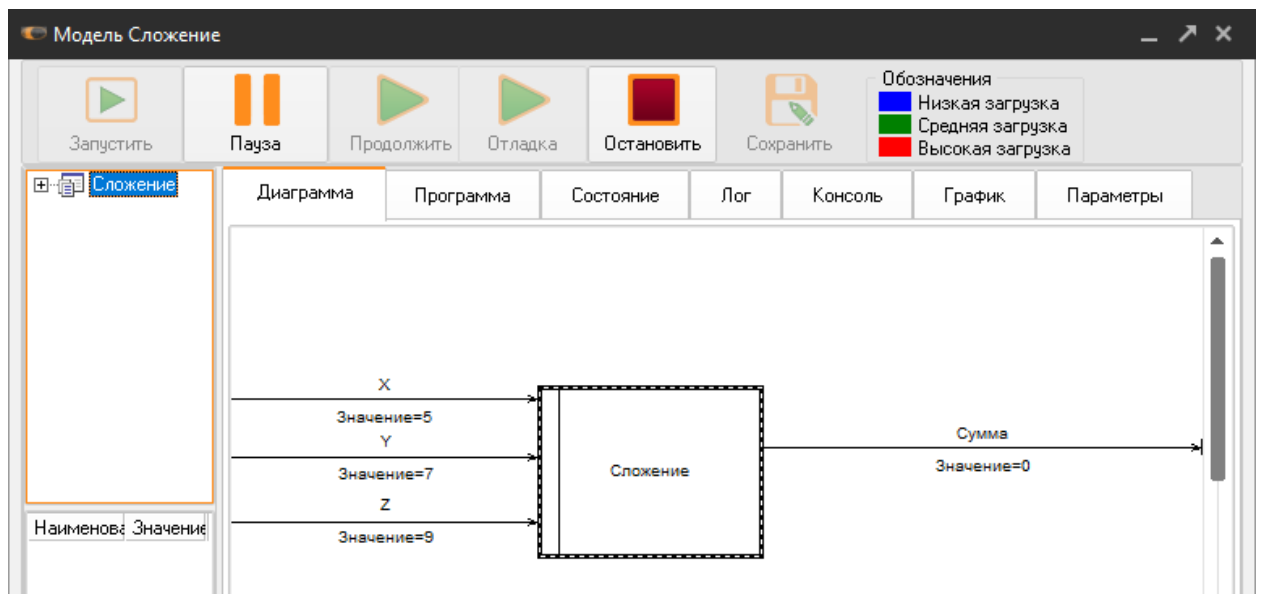 Модель Сложение
Запустить
Пауза
Продолжить
Отладка
Остановить
Сохранить
Обозначения
Низкая загрузка
Средняя загрузка
Высокая загрузка
Сложение
Диаграмма
Программа
Состояние
Лог
Консоль
График
Параметры
X
Значение=5
Y
Значение=7
Z
Значение=9
Сложение
Сумма
Значение=0
Наименова Значение